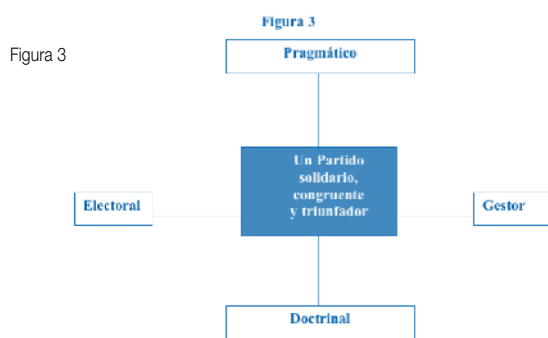 Figura 3
Figura 3
Pragmático
Un Partido
solidario,
congruente
y triunfador
Electoral
Gestor
Doctrinal